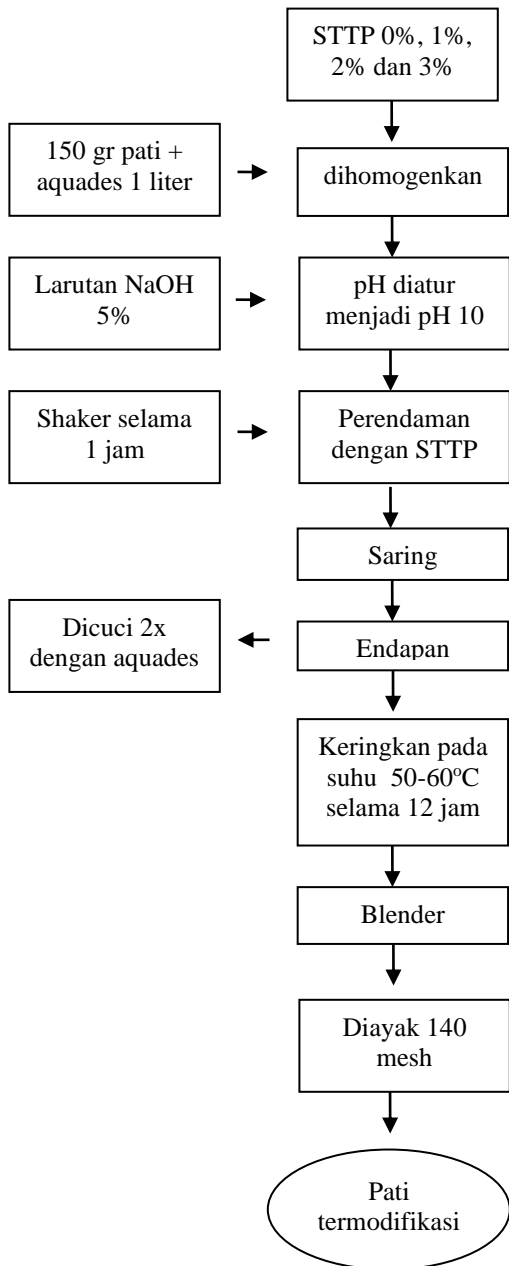 STTP 0%, 1%,
2% dan 3%
150 gr pati +
aquades 1 liter
dihomogenkan
Larutan NaOH
5%
pH diatur
menjadi pH 10
Shaker selama
1 jam
Perendaman
dengan STTP
Saring
Dicuci 2x
dengan aquades
Endapan
Keringkan pada
suhu  50-60°C
selama 12 jam
Blender
Diayak 140
mesh
Pati
termodifikasi